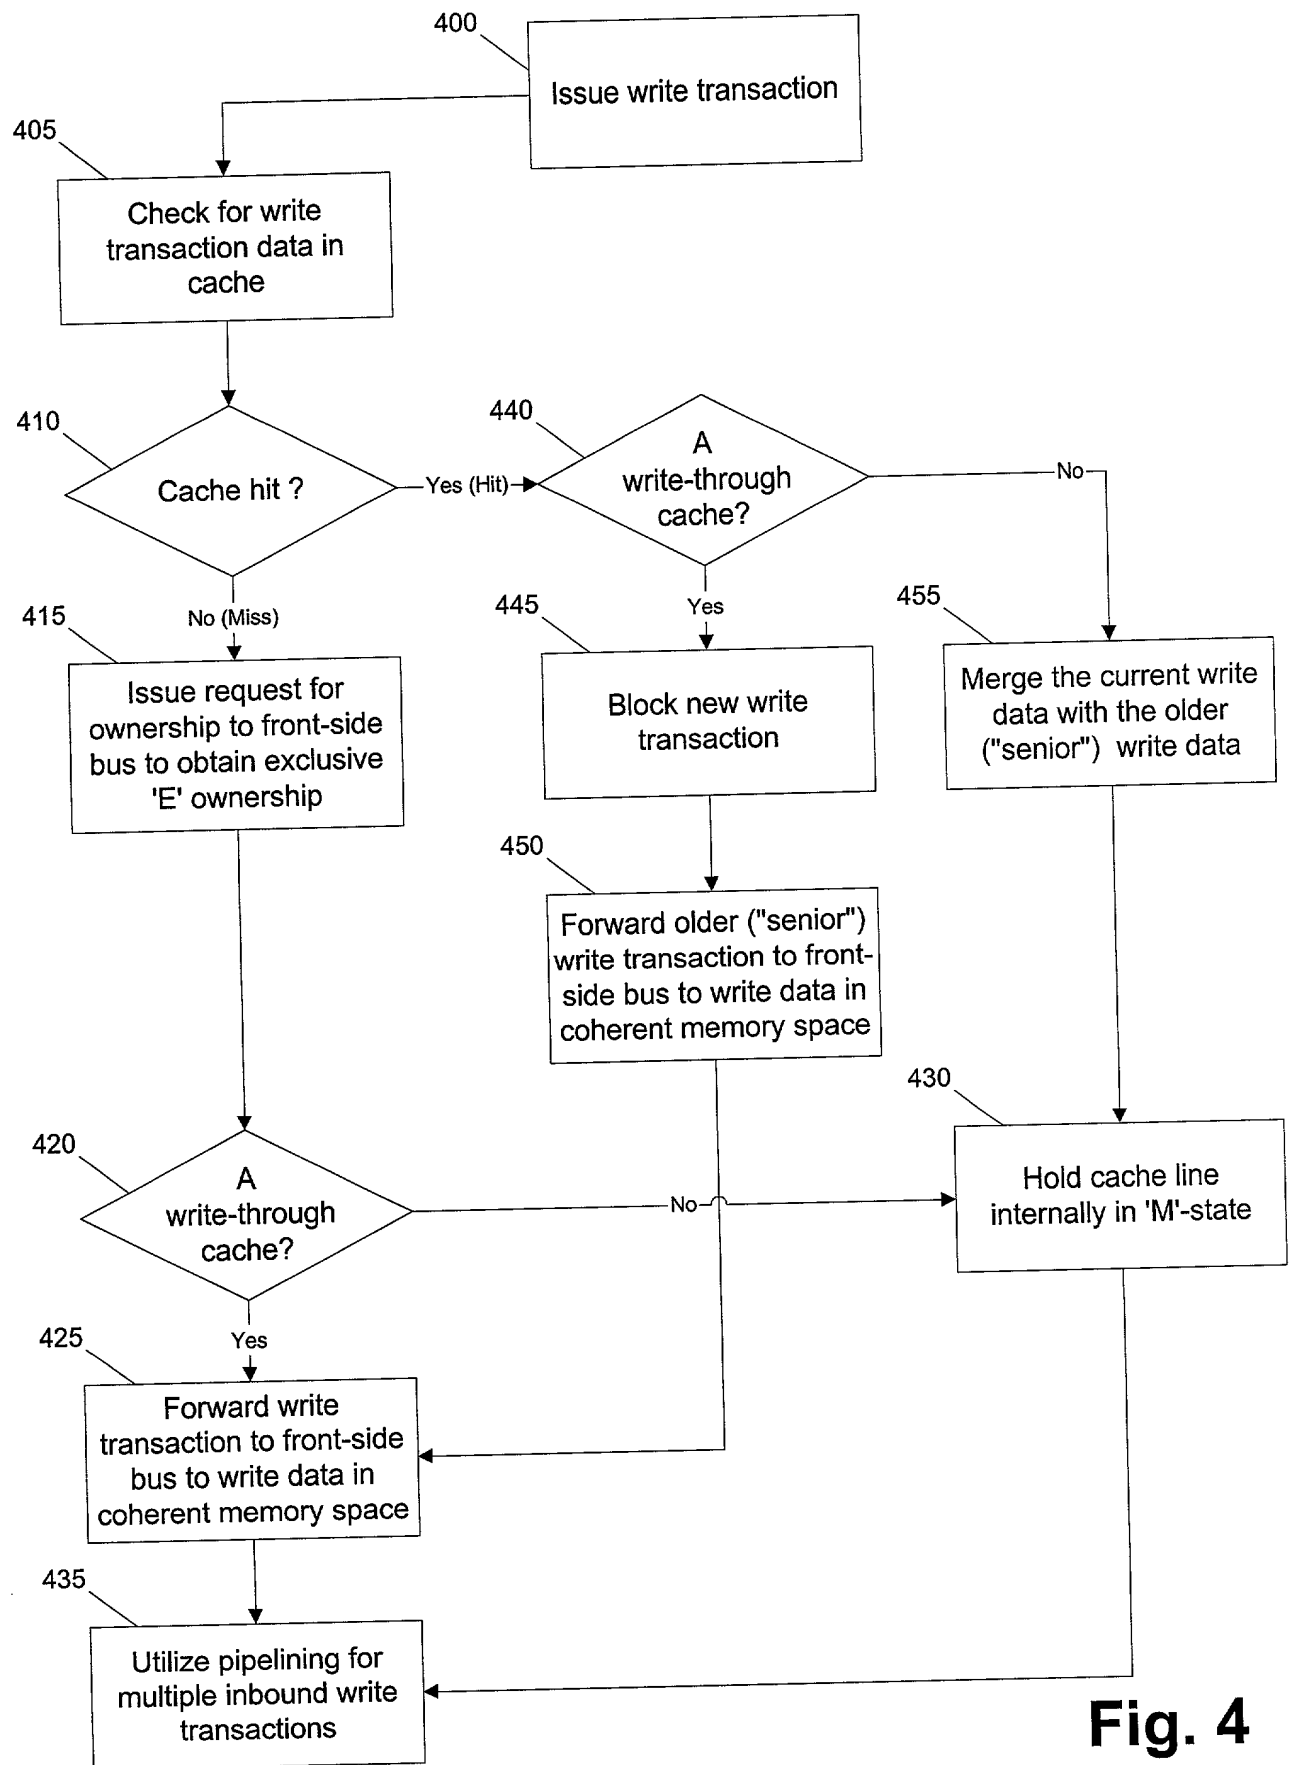 400
Issue write transaction
405
Check for write
transaction data in
cache
410
Cache hit ?
Yes (Hit)
440
A
write-through
cache?
No
No (Miss)
Yes
415
Issue request for
ownership to front-side
bus to obtain exclusive
'E' ownership
445
Block new write
transaction
455
Merge the current write
data with the older
("senior") write data
450
Forward older ("senior")
write transaction to front-
side bus to write data in
coherent memory space
420
A
write-through
cache?
No
430
Hold cache line
internally in 'M'-state
Yes
425
Forward write
transaction to front-side
bus to write data in
coherent memory space
435
Utilize pipelining for
multiple inbound write
transactions
Fig. 4